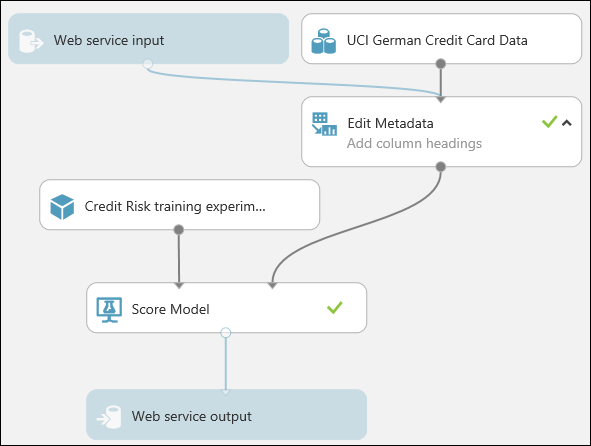 Web service input
UCI German Credit Card Data
Edit Metadata
Add column headings
Credit Risk training experim...
Score Model
Web service output